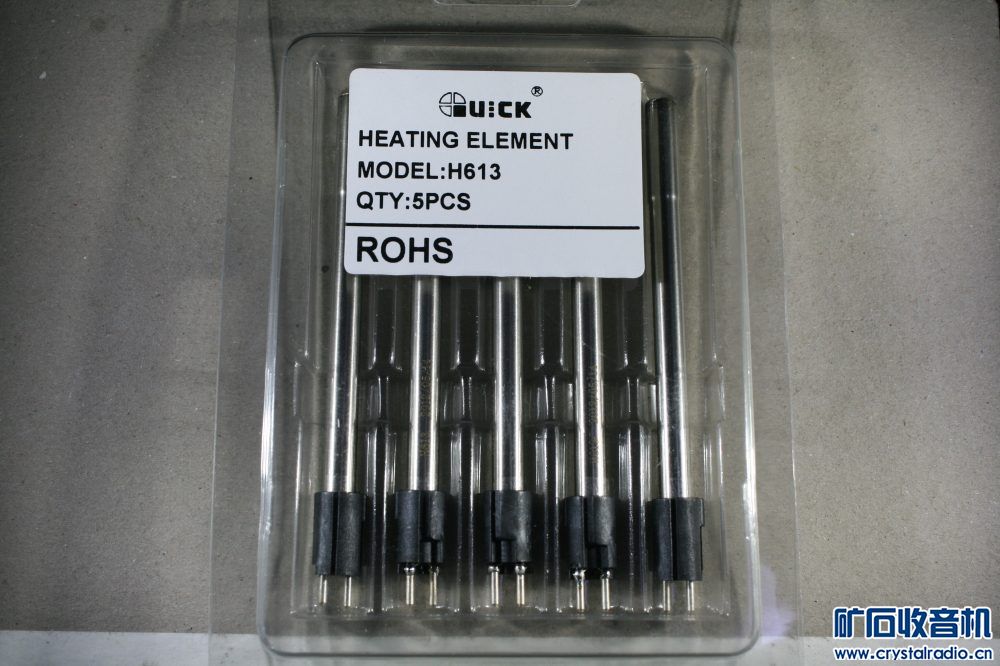 QUICK®
HEATING ELEMENT
MODEL:H613
QTY:5PCS
ROHS
矿石收音机
www.crystalradio.cn